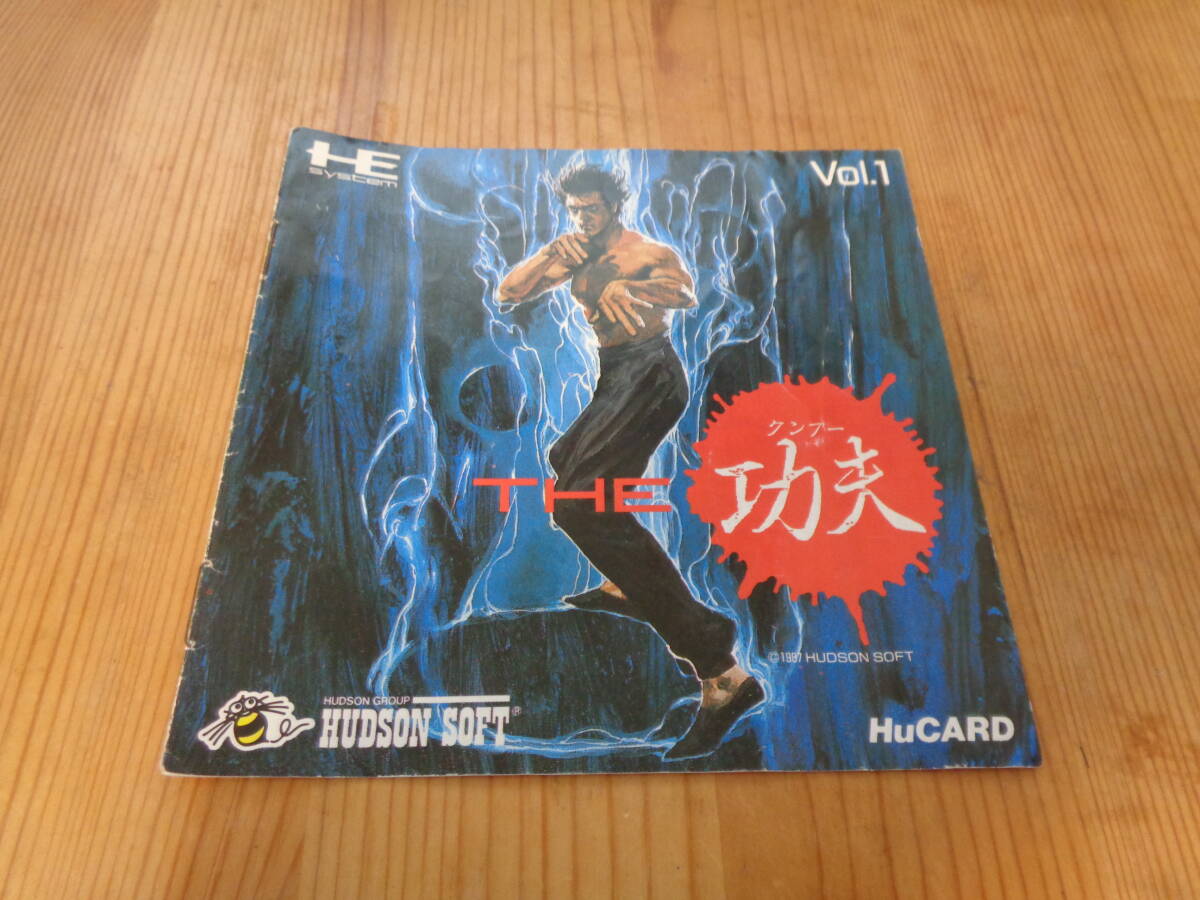 HE
system
Vol.1
THE
クンフー
功夫
©1987 HUDSON SOFT
HUDSON GROUP
HUDSON SOFT®
HuCARD